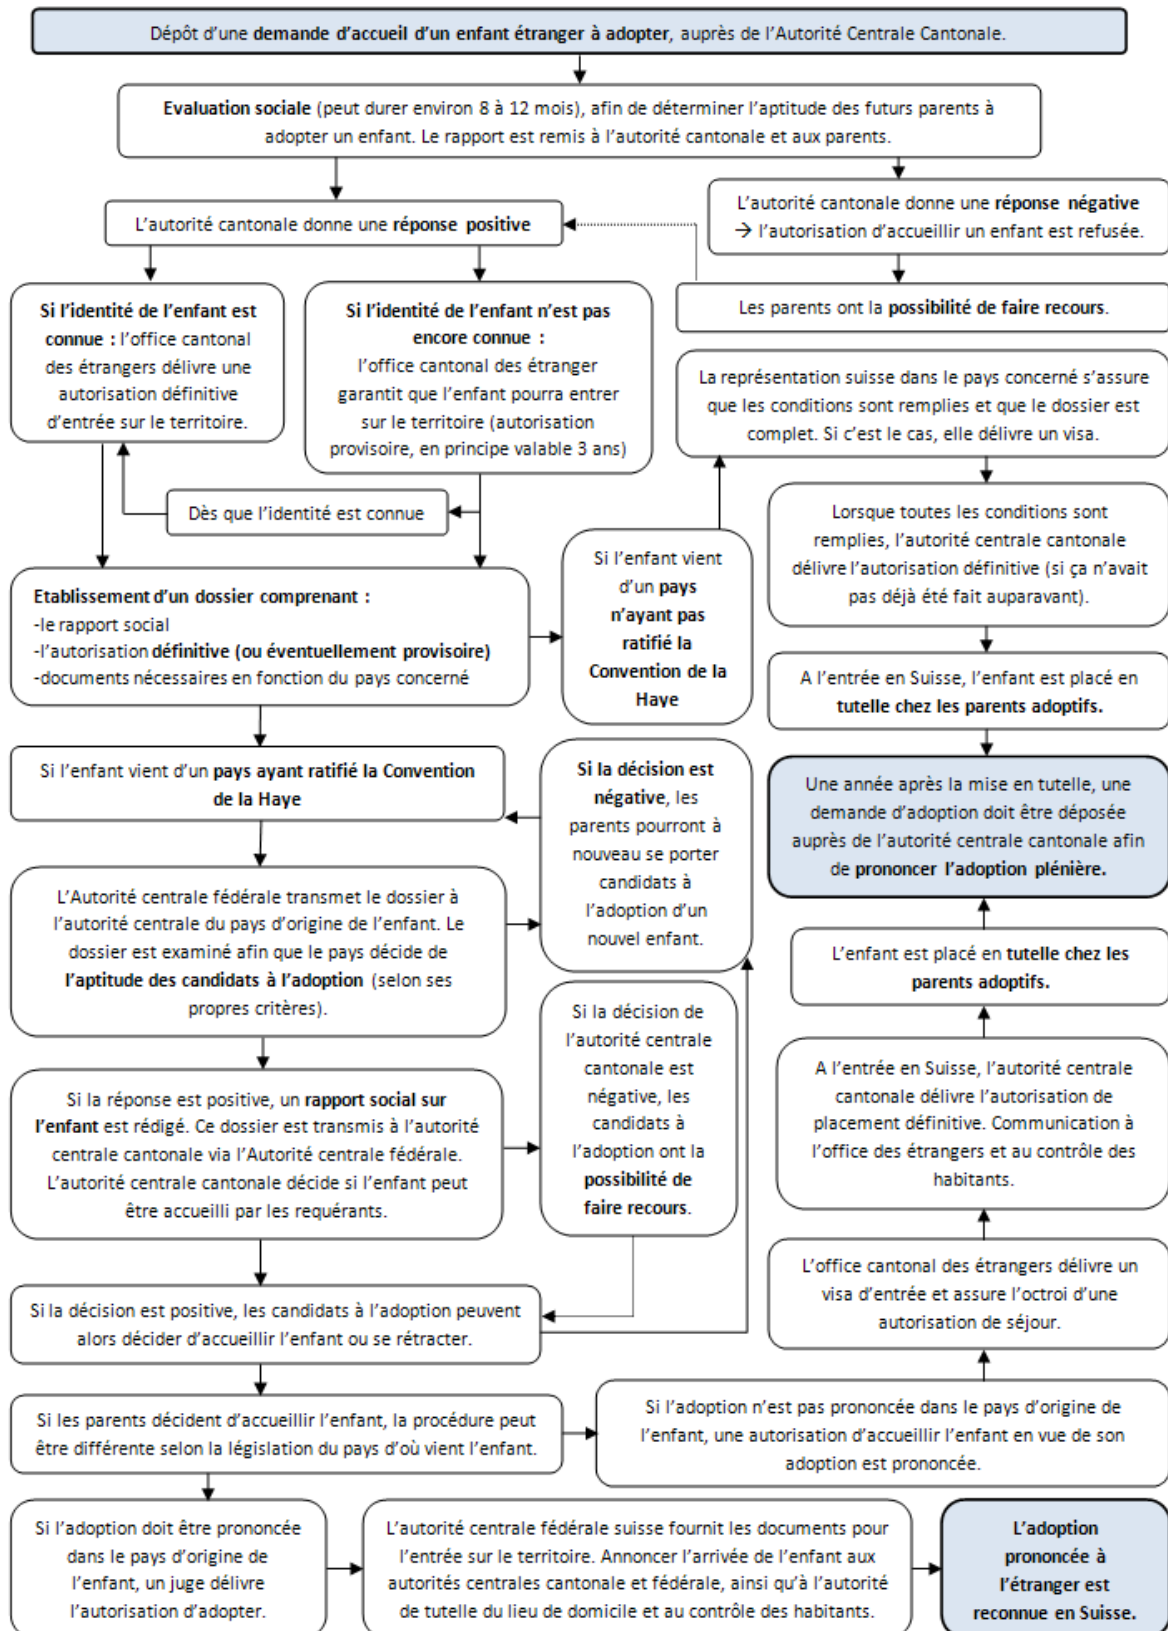 Dépôt d'une demande d'accueil d'un enfant étranger à adopter, auprès de l'Autorité Centrale Cantonale.
Evaluation sociale (peut durer environ 8 à 12 mois), afin de déterminer l'aptitude des futurs parents à
adopter un enfant. Le rapport est remis à l'autorité cantonale et aux parents.
L'autorité cantonale donne une réponse positive
L'autorité cantonale donne une réponse négative
→ l'autorisation d'accueillir un enfant est refusée.
Les parents ont la possibilité de faire recours.
Si l'identité de l'enfant est
connue : l'office cantonal
des étrangers délivre une
autorisation définitive
d'entrée sur le territoire.
Si l'identité de l'enfant n'est pas
encore connue :
l'office cantonal des étranger
garantit que l'enfant pourra entrer
sur le territoire (autorisation
provisoire, en principe valable 3 ans)
Dès que l'identité est connue
Etablissement d'un dossier comprenant :
-le rapport social
-l'autorisation définitive (ou éventuellement provisoire)
-documents nécessaires en fonction du pays concerné
Si l'enfant vient
d'un pays
n'ayant pas
ratifié la
Convention de la
Haye
La représentation suisse dans le pays concerné s'assure
que les conditions sont remplies et que le dossier est
complet. Si c'est le cas, elle délivre un visa.
Lorsque toutes les conditions sont
remplies, l'autorité centrale cantonale
délivre l'autorisation définitive (si ça n'avait
pas déjà été fait auparavant).
A l'entrée en Suisse, l'enfant est placé en
tutelle chez les parents adoptifs.
Une année après la mise en tutelle, une
demande d'adoption doit être déposée
auprès de l'autorité centrale cantonale afin
de prononcer l'adoption plénière.
Si l'enfant vient d'un pays ayant ratifié la Convention
de la Haye
Si la décision est
négative, les
parents pourront à
nouveau se porter
candidats à
l'adoption d'un
nouvel enfant.
L'Autorité centrale fédérale transmet le dossier à
l'autorité centrale du pays d'origine de l'enfant. Le
dossier est examiné afin que le pays décide de
l'aptitude des candidats à l'adoption (selon ses
propres critères).
Si la décision de
l'autorité centrale
cantonale est
négative, les
candidats à
l'adoption ont la
possibilité de
faire recours.
Si la réponse est positive, un rapport social sur
l'enfant est rédigé. Ce dossier est transmis à l'autorité
centrale cantonale via l'Autorité centrale fédérale.
L'autorité centrale cantonale décide si l'enfant peut
être accueilli par les requérants.
Si la décision est positive, les candidats à l'adoption peuvent
alors décider d'accueillir l'enfant ou se rétracter.
Si les parents décident d'accueillir l'enfant, la procédure peut
être différente selon la législation du pays d'où vient l'enfant.
L'enfant est placé en tutelle chez les
parents adoptifs.
A l'entrée en Suisse, l'autorité centrale
cantonale délivre l'autorisation de
placement définitive. Communication à
l'office des étrangers et au contrôle des
habitants.
L'office cantonal des étrangers délivre un
visa d'entrée et assure l'octroi d'une
autorisation de séjour.
Si l'adoption n'est pas prononcée dans le pays d'origine de
l'enfant, une autorisation d'accueillir l'enfant en vue de son
adoption est prononcée.
Si l'adoption doit être prononcée
dans le pays d'origine de
l'enfant, un juge délivre
l'autorisation d'adopter.
L'autorité centrale fédérale suisse fournit les documents pour
l'entrée sur le territoire. Annoncer l'arrivée de l'enfant aux
autorités centrales cantonale et fédérale, ainsi qu'à l'autorité
de tutelle du lieu de domicile et au contrôle des habitants.
L'adoption
prononcée à
l'étranger est
reconnue en Suisse.